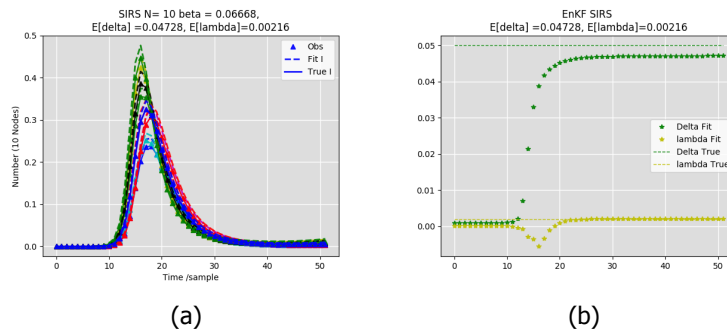 SIRS N= 10 beta = 0.06668,
E[delta] =0.04728, E[lambda]=0.00216
Number (10 Nodes)
0.5
0.4
0.3
0.2
0.1
0.0
0
10
20
30
40
50
Time /sample
Obs
Fit I
True I
(a)
EnKF SIRS
E[delta] =0.04728, E[lambda]=0.00216
0.05
0.04
0.03
0.02
0.01
0.00
0
10
20
30
40
50
Delta Fit
lambda Fit
Delta True
lambda True
(b)